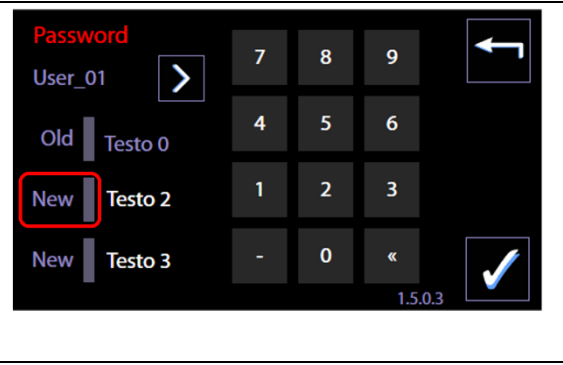 Password
User_01 >
Old Testo 0
New Testo 2
New Testo 3
7 8 9
4 5 6
1 2 3
- 0 «
1.5.0.3